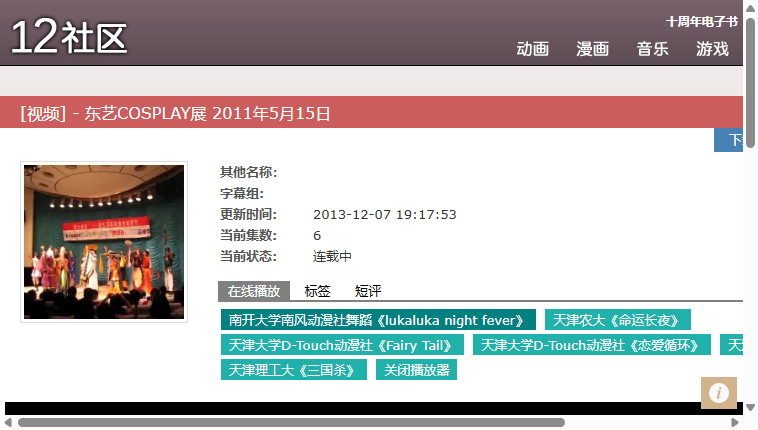 12社区
十周年电子书
动画 漫画 音乐 游戏
[视频] - 东艺COSPLAY展 2011年5月15日
其他名称：
字幕组：
更新时间： 2013-12-07 19:17:53
当前集数： 6
当前状态： 连载中
在线播放 标签 短评
南开大学南风动漫社舞蹈《lukaluka night fever》 天津农大《命运长夜》
天津大学D-Touch动漫社《Fairy Tail》 天津大学D-Touch动漫社《恋爱循环》
天津理工大《三国杀》 关闭播放器